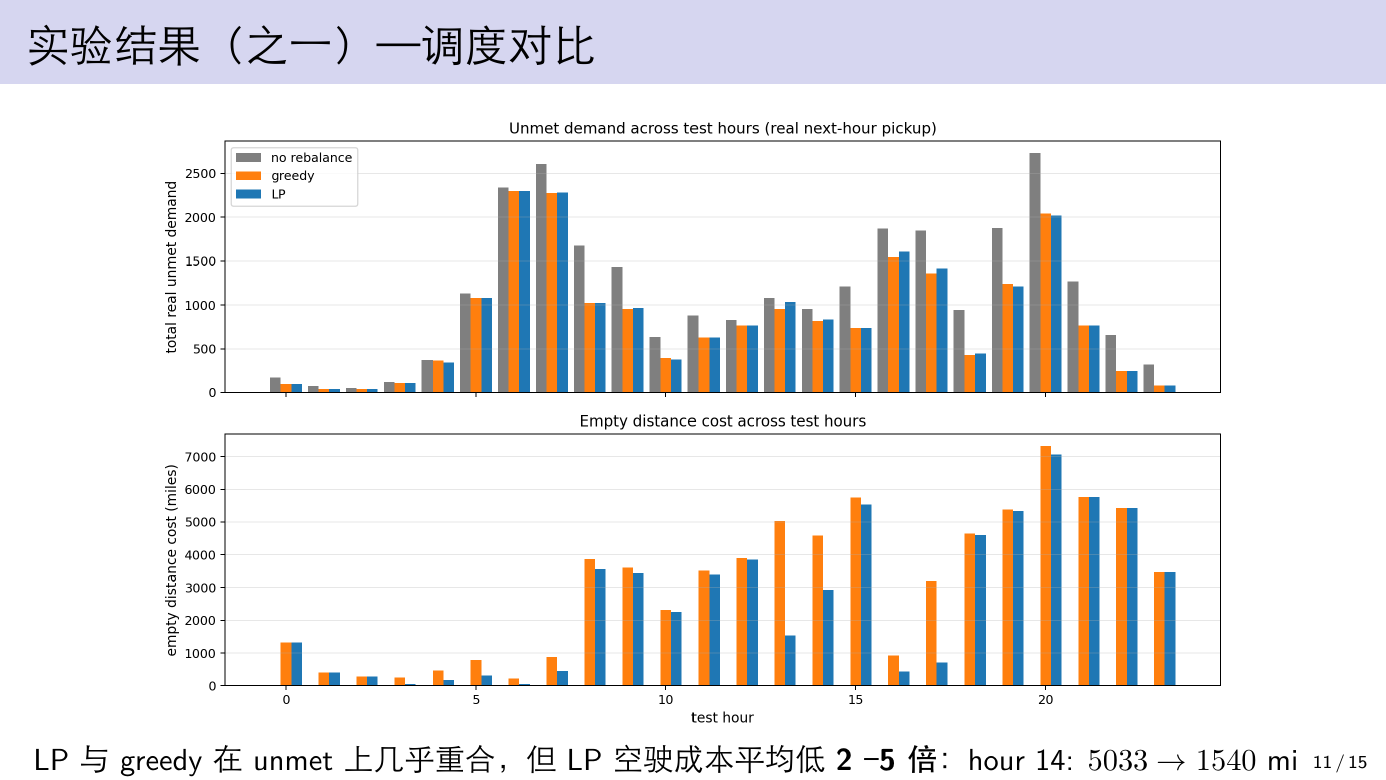 实验结果（之一）—调度对比
Unmet demand across test hours (real next-hour pickup)
no rebalance
greedy
LP
total real unmet demand
2500
2000
1500
1000
500
0
Empty distance cost across test hours
empty distance cost (miles)
7000
6000
5000
4000
3000
2000
1000
0
0 5 10 15 20
test hour
LP 与 greedy 在 unmet 上几乎重合，但 LP 空驶成本平均低 2 –5 倍：hour 14: 5033 → 1540 mi
11 / 15